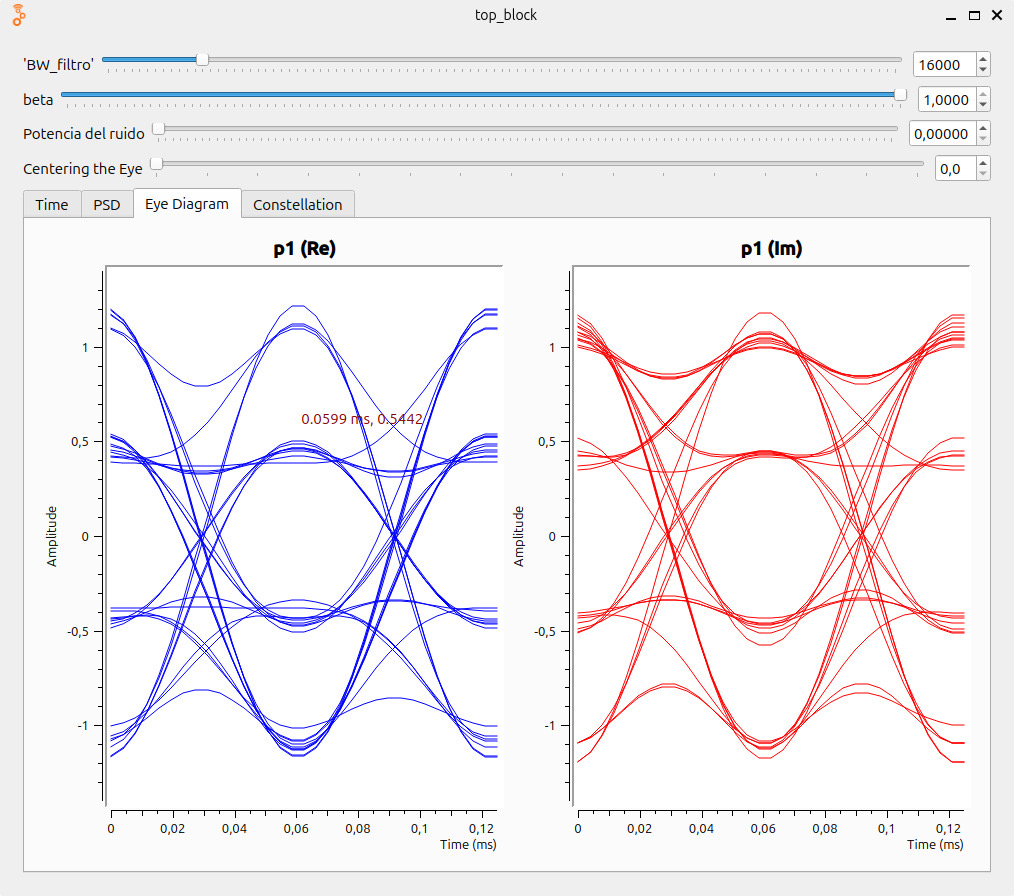 top_block
'BW_filtro' 16000
beta 1,0000
Potencia del ruido 0,00000
Centering the Eye 0,0
Time PSD Eye Diagram Constellation
p1 (Re) p1 (Im)
1 1
0.0599 ms, 0.5442
0,5 0,5
0 0
Amplitude Amplitude
-0,5 -0,5
-1 -1
0 0,02 0,04 0,06 0,08 0,1 0,12 0 0,02 0,04 0,06 0,08 0,1 0,12
Time (ms) Time (ms)